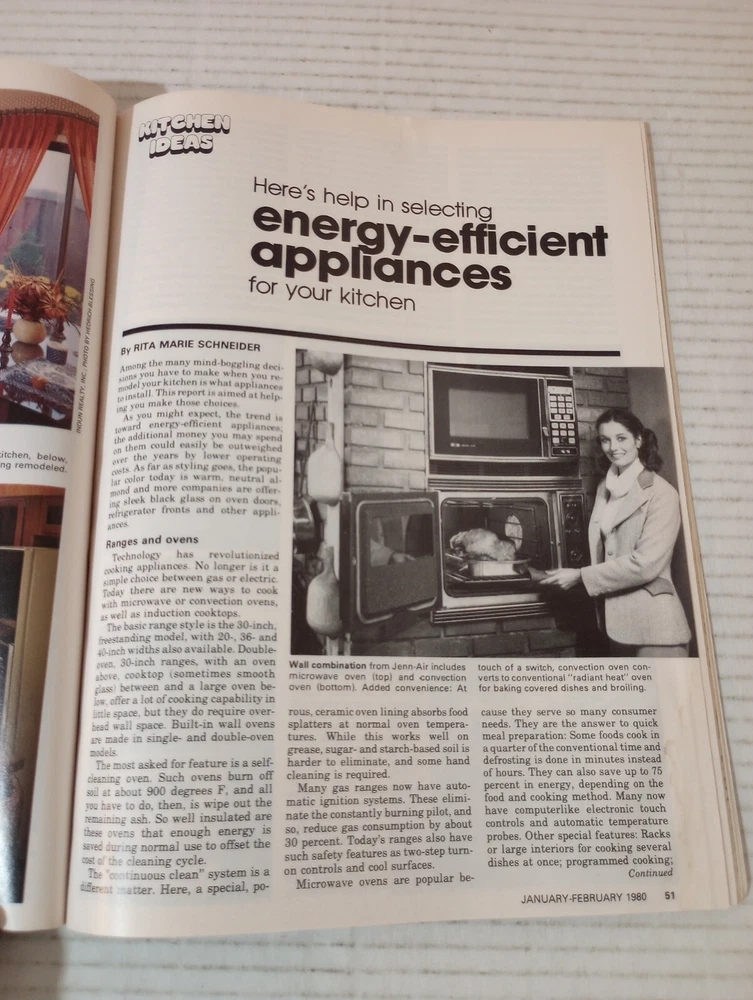 KITCHEN
IDEAS
Here's help in selecting
energy-efficient
appliances
for your kitchen
INDUN REALTY, INC./PHOTO BY HEDRICH-BLESSING
kitchen, below,
ng remodeled.
By RITA MARIE SCHNEIDER
Among the many mind-boggling deci-
sions you have to make when you re-
model your kitchen is what appliances
to install. This report is aimed at help-
ing you make those choices.
As you might expect, the trend is
toward energy-efficient appliances;
the additional money you may spend
on them could easily be outweighed
over the years by lower operating
costs. As far as styling goes, the popu-
lar color today is warm, neutral al-
mond and more companies are offer-
ing sleek black glass on oven doors,
refrigerator fronts and other appli-
ances.
Ranges and ovens
Technology has revolutionized
cooking appliances. No longer is it a
simple choice between gas or electric.
Today there are new ways to cook
with microwave or convection ovens,
as well as induction cooktops.
The basic range style is the 30-inch,
freestanding model, with 20-, 36- and
40-inch widths also available. Double-
oven, 30-inch ranges, with an oven
above, cooktop (sometimes smooth
glass) between and a large oven be-
low, offer a lot of cooking capability in
little space, but they do require over-
head wall space. Built-in wall ovens
are made in single- and double-oven
models.
The most asked for feature is a self-
cleaning oven. Such ovens burn off
soil at about 900 degrees F, and all
you have to do, then, is wipe out the
remaining ash. So well insulated are
these ovens that enough energy is
saved during normal use to offset the
cost of the cleaning cycle.
The "continuous clean" system is a
different matter. Here, a special, po-
Wall combination from Jenn-Air includes
microwave oven (top) and convection
oven (bottom). Added convenience: At
touch of a switch, convection oven con-
verts to conventional "radiant heat" oven
for baking covered dishes and broiling.
rous, ceramic oven lining absorbs food
splatters at normal oven tempera-
tures. While this works well on
grease, sugar- and starch-based soil is
harder to eliminate, and some hand
cleaning is required.
Many gas ranges now have auto-
matic ignition systems. These elimi-
nate the constantly burning pilot, and
so, reduce gas consumption by about
30 percent. Today's ranges also have
such safety features as two-step turn-
on controls and cool surfaces.
Microwave ovens are popular be-
cause they serve so many consumer
needs. They are the answer to quick
meal preparation: Some foods cook in
a quarter of the conventional time and
defrosting is done in minutes instead
of hours. They can also save up to 75
percent in energy, depending on the
food and cooking method. Many now
have computerlike electronic touch
controls and automatic temperature
probes. Other special features: Racks
or large interiors for cooking several
dishes at once; programmed cooking;
Continued
JANUARY-FEBRUARY 1980 51